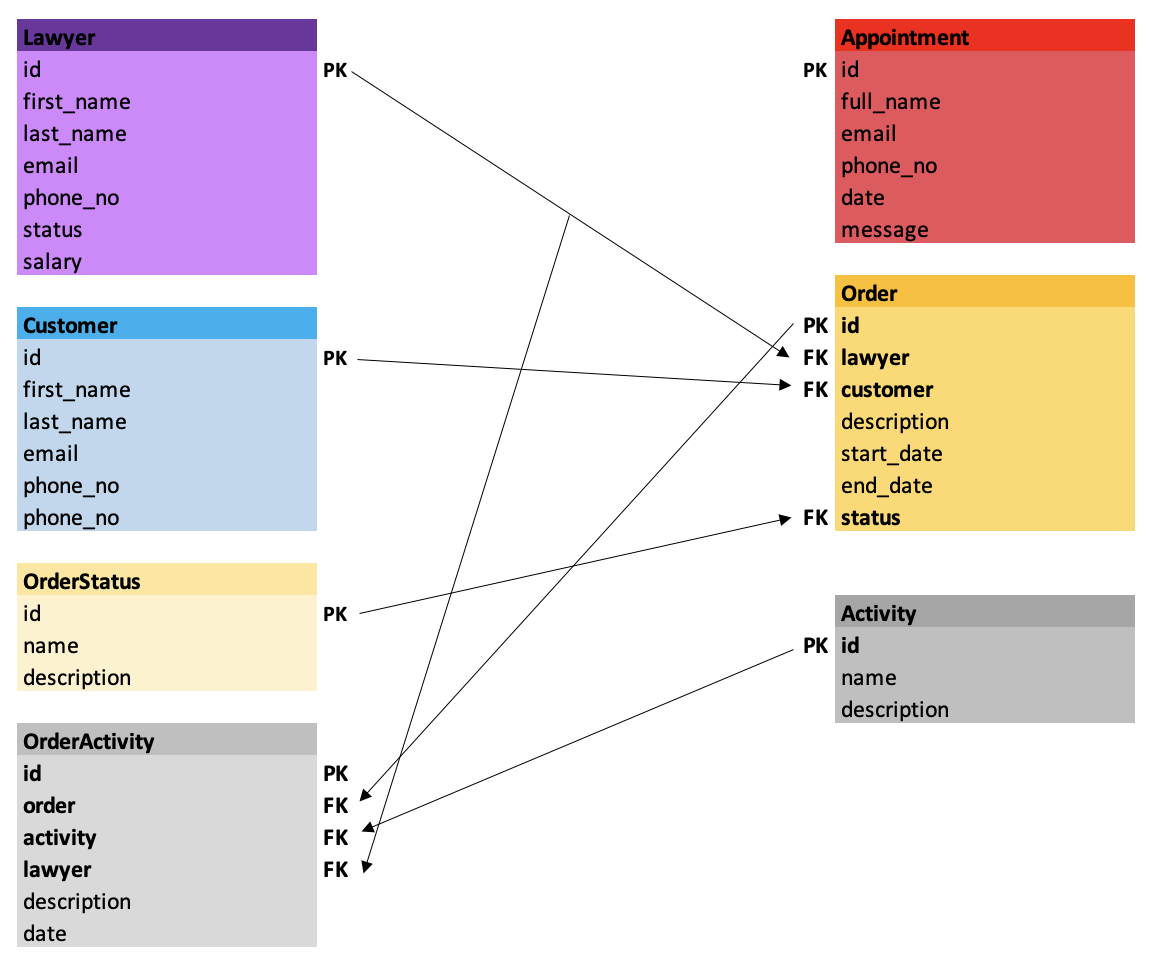 Lawyer
id PK
first_name
last_name
email
phone_no
status
salary
Customer
id PK
first_name
last_name
email
phone_no
phone_no
OrderStatus
id PK
name
description
OrderActivity
id PK
order FK
activity FK
lawyer FK
description
date
Appointment
PK id
full_name
email
phone_no
date
message
Order
PK id
FK lawyer
FK customer
description
start_date
end_date
FK status
Activity
PK id
name
description